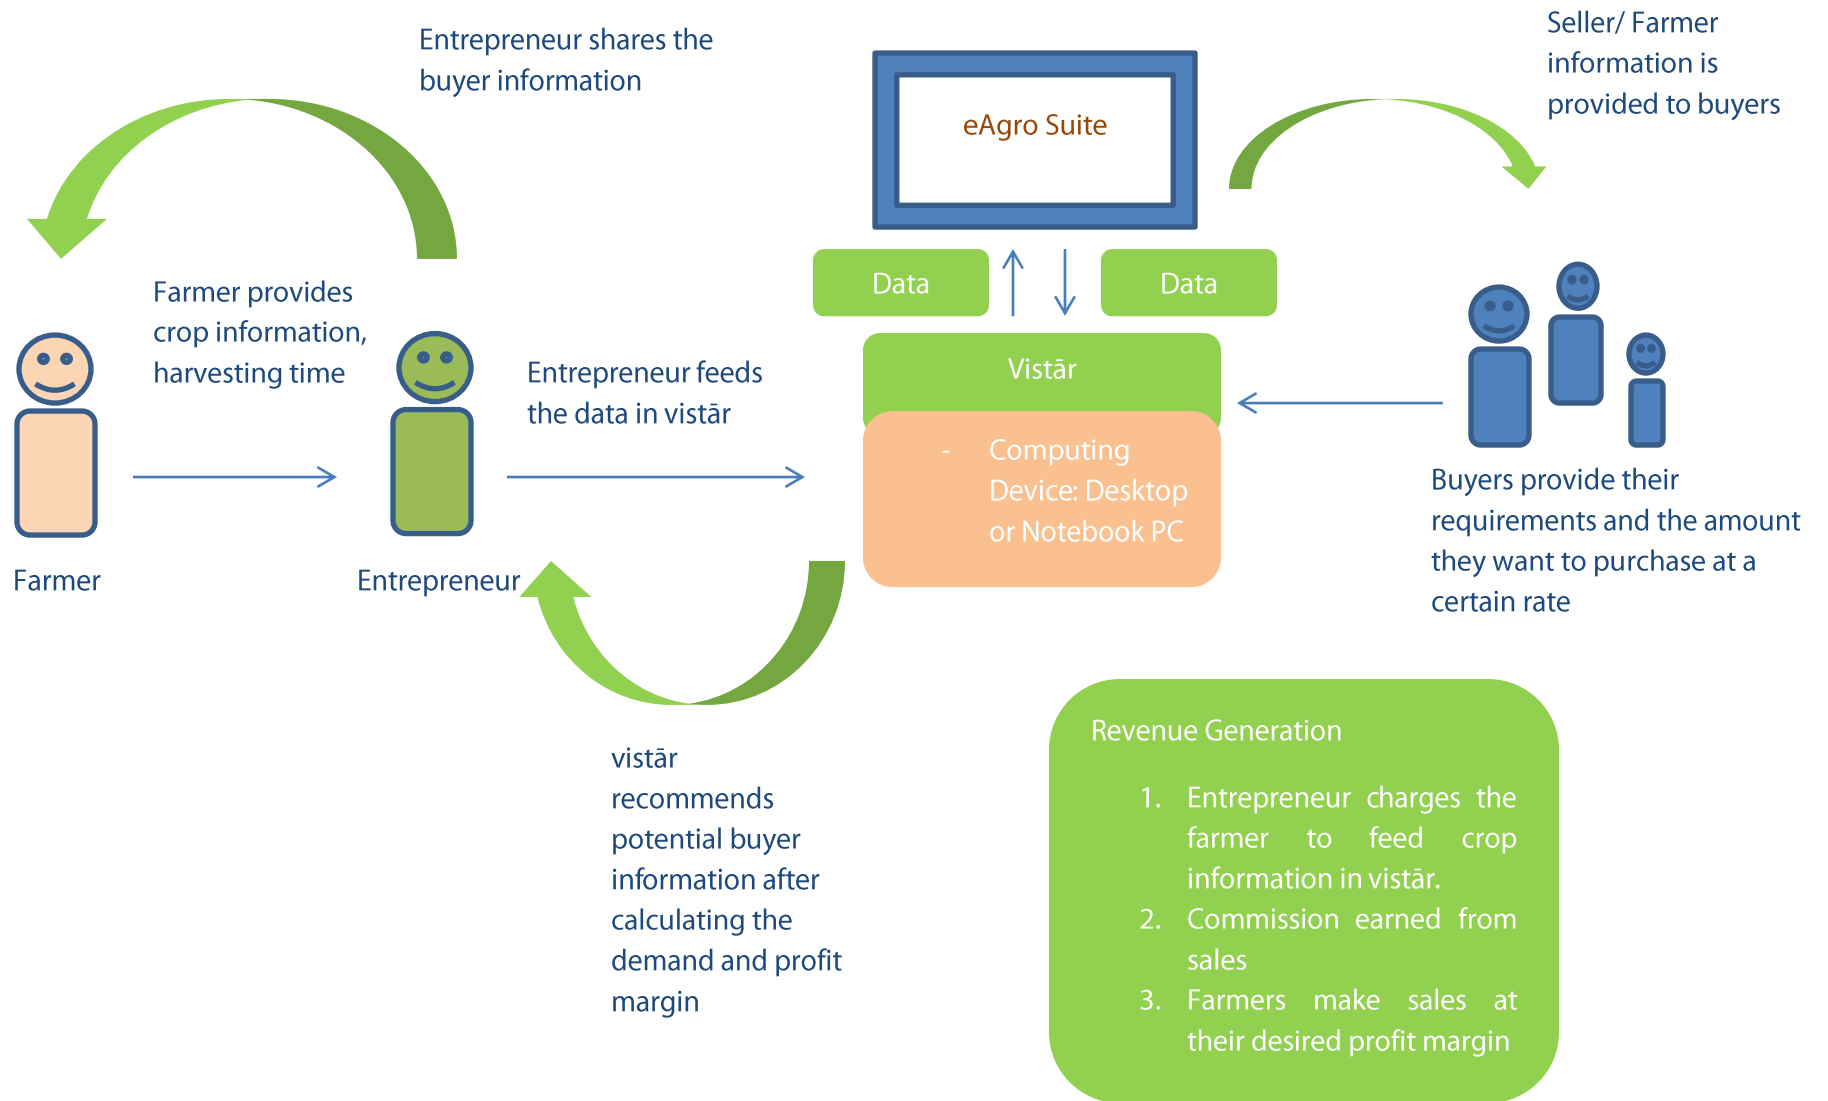 Entrepreneur shares the
buyer information
Seller/ Farmer
information is
provided to buyers
eAgro Suite
Data
Data
Farmer provides
crop information,
harvesting time
Entrepreneur feeds
the data in vistār
Vistār
- Computing
Device: Desktop
or Notebook PC
Buyers provide their
requirements and the amount
they want to purchase at a
certain rate
Farmer
Entrepreneur
vistār
recommends
potential buyer
information after
calculating the
demand and profit
margin
Revenue Generation
1. Entrepreneur charges the
farmer to feed crop
information in vistār.
2. Commission earned from
sales
3. Farmers make sales at
their desired profit margin